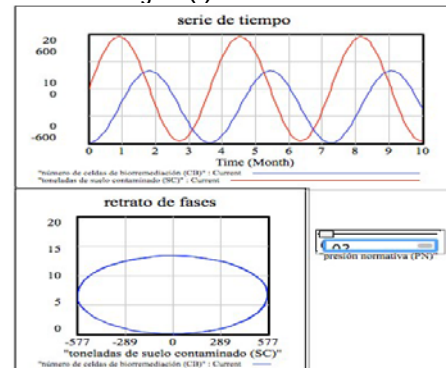 serie de tiempo
20
600
10
0
0
-600
0 1 2 3 4 5 6 7 8 9 10
Time (Month)
"número de celdas de biorremediación (CB)" : Current
"toneladas de suelo contaminado (SC)" : Current
retrato de fases
20
15
10
5
0
-577 -289 0 289 577
"toneladas de suelo contaminado (SC)"
"número de celdas de biorremediación (CB)" : Current
"presión normativa (PN)"